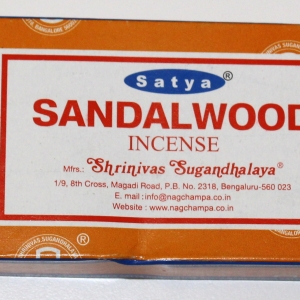 Satya®
SANDALWOOD
INCENSE
Mfrs.: Shrinivas Sugandhalaya®
1/9, 8th Cross, Magadi Road, P.B. No. 2318, Bengaluru-560 023
E. mail : info@nagchampa.co.in
Website : www.nagchampa.co.in